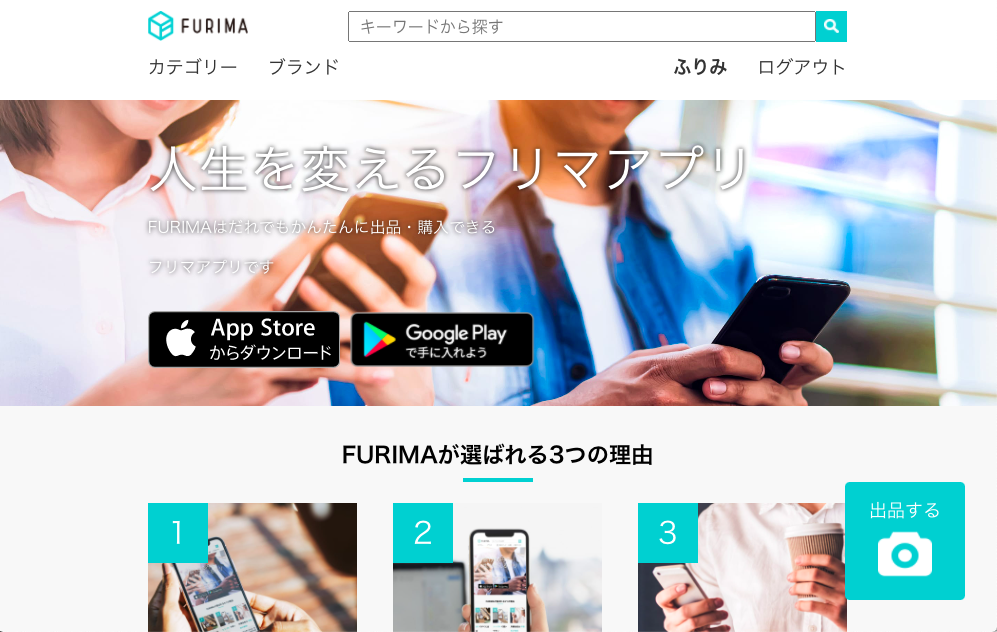 FURIMA
キーワードから探す
カテゴリー ブランド ふりみ ログアウト
人生を変えるフリマアプリ
FURIMAはだれでもかんたんに出品・購入できる
フリマアプリです
App Store
からダウンロード
Google Play
で手に入れよう
FURIMAが選ばれる3つの理由
1
2
3
出品する